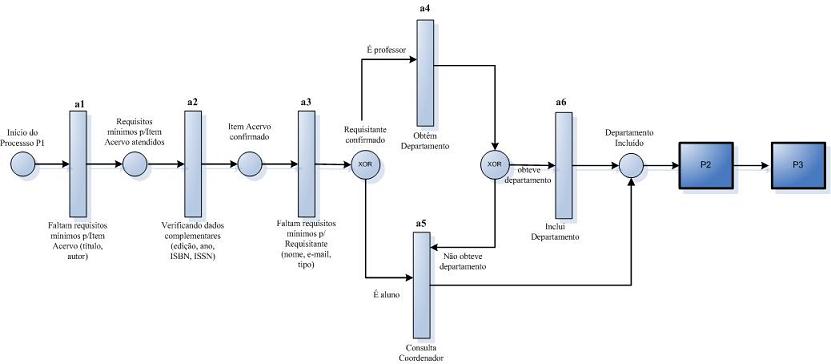 a4
É professor
Obtêm
Departamento
a1
a2
a3
a6
Início do
Processso P1
Requisitos
mínimos p/Item
Acervo atendidos
Item Acervo
confirmado
Requisitante
confirmado
Departamento
Incluído
XOR
XOR
obteve
departamento
P2
P3
Faltam requisitos
mínimos p/Item
Acervo (título,
autor)
Verificando dados
complementares
(edição, ano,
ISBN, ISSN)
Faltam requisitos
mínimos p/
Requisitante
(nome, e-mail,
tipo)
Inclui
Departamento
a5
Não obteve
departamento
É aluno
Consulta
Coordenador